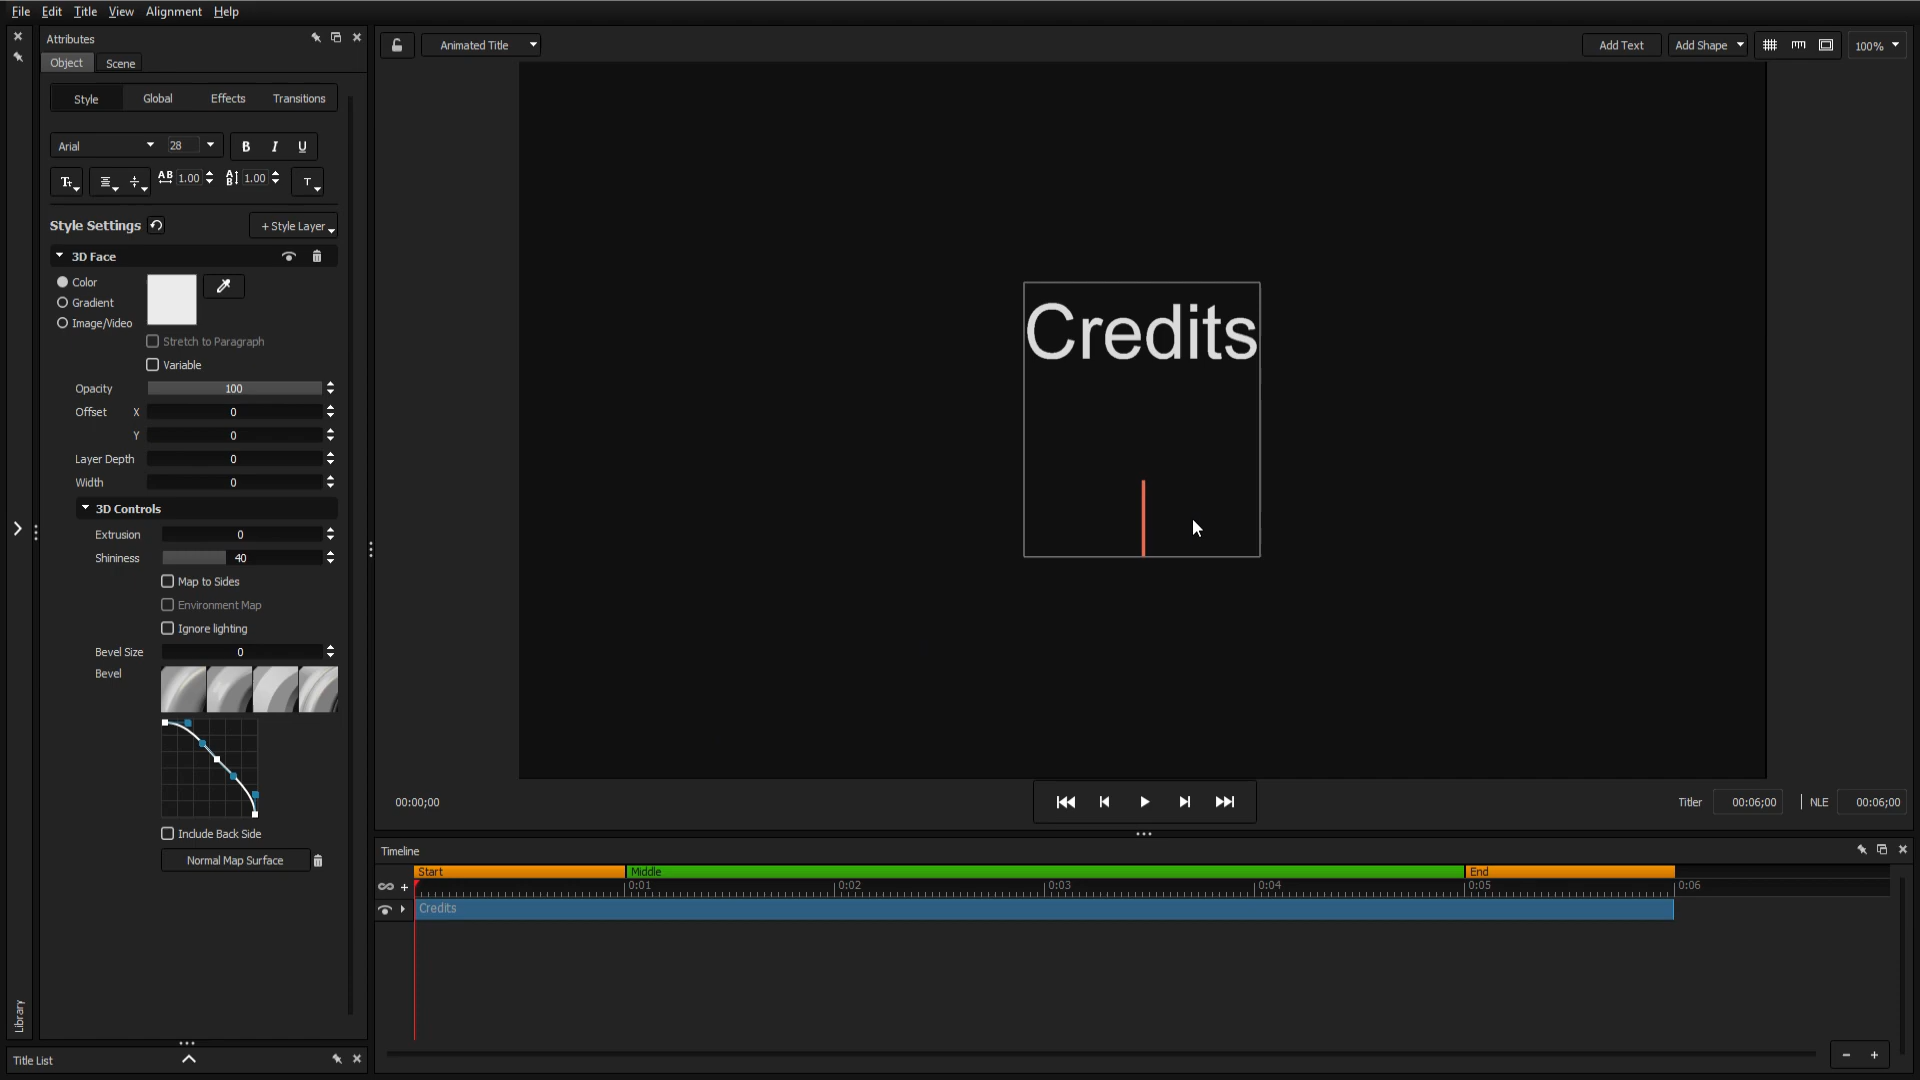 File Edit Title View Alignment Help
Attributes
Object Scene
Style Global Effects Transitions
Arial 28 B I U
AB 1.00 AB 1.00 T
Style Settings + Style Layer
3D Face
Color
Gradient
Image/Video
Stretch to Paragraph
Variable
Opacity 100
Offset X 0
Y 0
Layer Depth 0
Width 0
3D Controls
Extrusion 0
Shininess 40
Map to Sides
Environment Map
Ignore lighting
Bevel Size 0
Bevel
Include Back Side
Normal Map Surface
Library
Title List
Animated Title Add Text Add Shape 100%
Credits
00:00;00 Titler 00:06;00 NLE 00:06;00
Timeline
Start Middle End
0:01 0:02 0:03 0:04 0:05 0:06
Credits